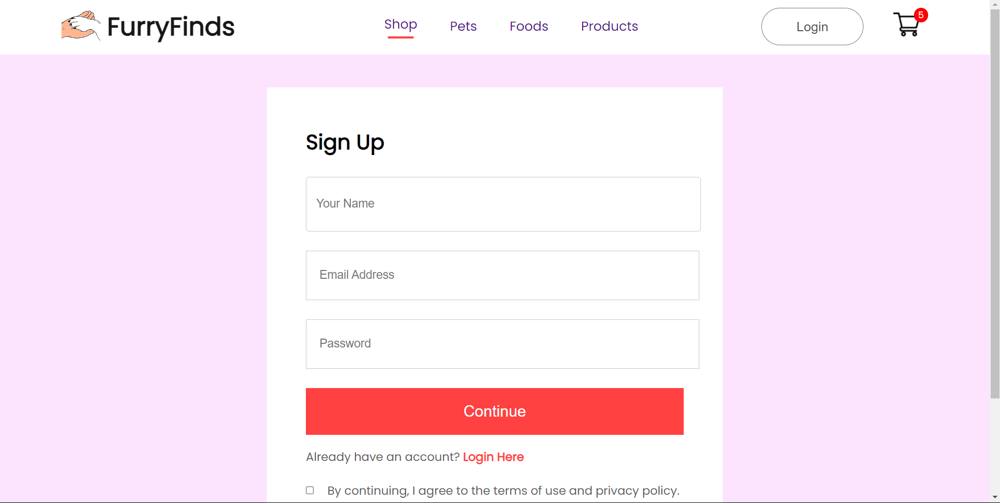 FurryFinds
Shop
Pets
Foods
Products
Login
5
Sign Up
Your Name
Email Address
Password
Continue
Already have an account? Login Here
By continuing, I agree to the terms of use and privacy policy.